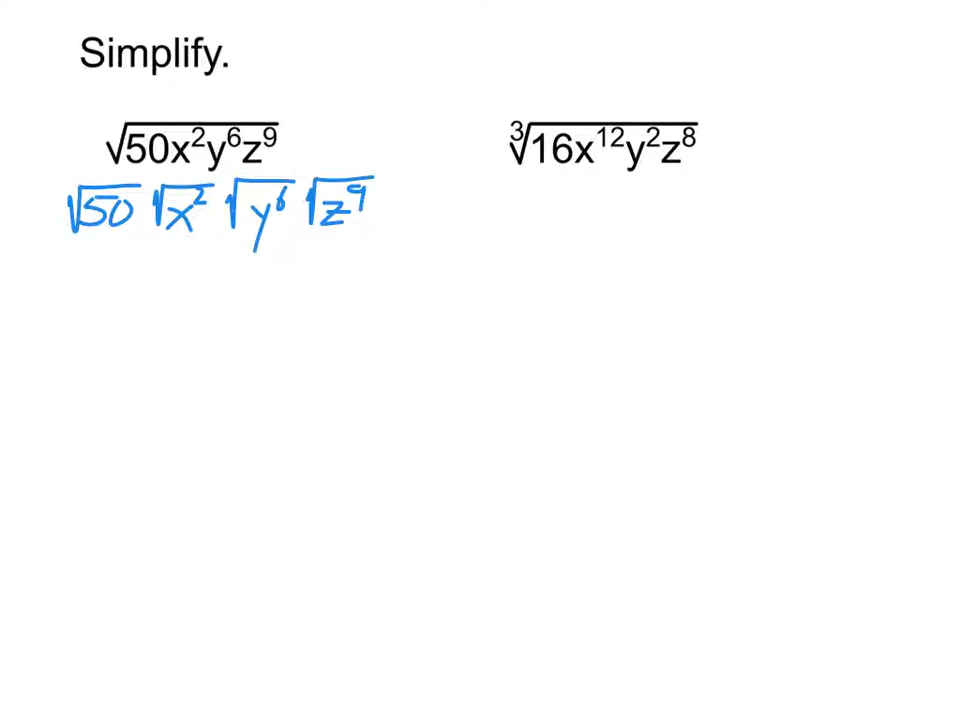 Simplify.
√50x²y⁶z⁹ ∛16x¹²y²z⁸
√50 √x² √y⁶ √z⁹